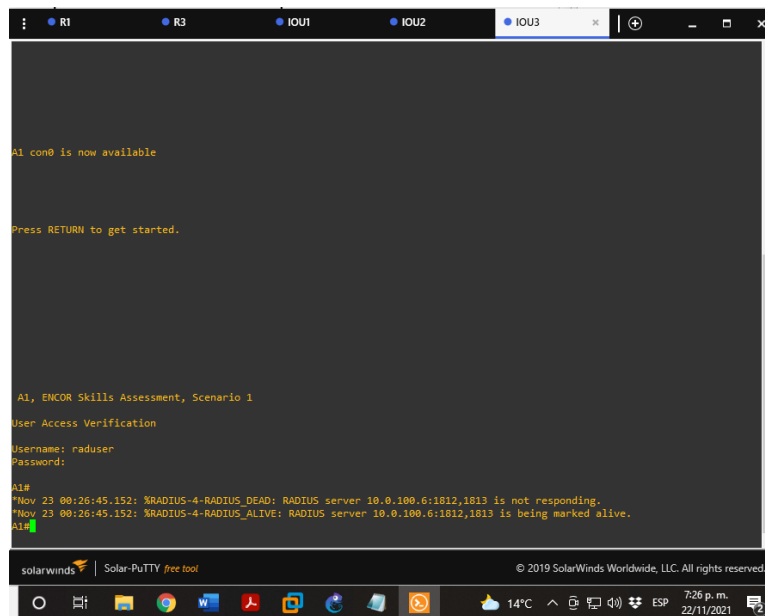 R1
R3
IOU1
IOU2
IOU3
A1 con0 is now available
Press RETURN to get started.
A1, ENCOR Skills Assessment, Scenario 1
User Access Verification
Username: raduser
Password:
A1#
*Nov 23 00:26:45.152: %RADIUS-4-RADIUS_DEAD: RADIUS server 10.0.100.6:1812,1813 is not responding.
*Nov 23 00:26:45.152: %RADIUS-4-RADIUS_ALIVE: RADIUS server 10.0.100.6:1812,1813 is being marked alive.
A1#
solarwinds Solar-PuTTY free tool © 2019 SolarWinds Worldwide, LLC. All rights reserved.
14°C ESP 7:26 p. m.
22/11/2021 2